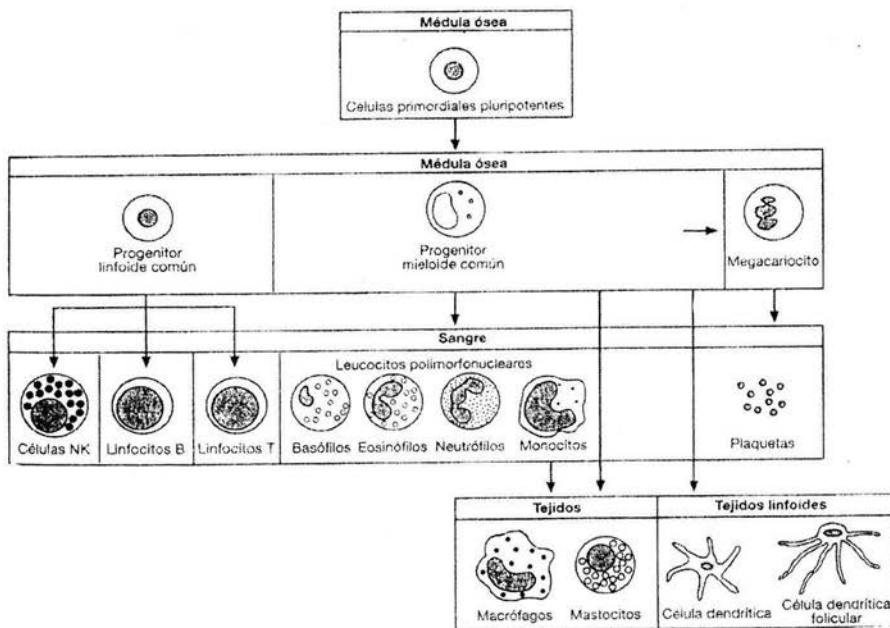 Médula ósea
Celulas primordiales pluripotentes
Médula ósea
Progenitor
linfoide común
Progenitor
mieloide común
Megacariocito
Sangre
Leucocitos polimorfonuclearos
Células NK
Linfocitos B
Linfocitos T
Basófilos
Eosinófilos
Neutrófilos
Monocitos
Plaquetas
Tejidos
Tejidos linfoides
Macrófagos
Mastocitos
Célula dendrítica
Célula dendrítica
folicular